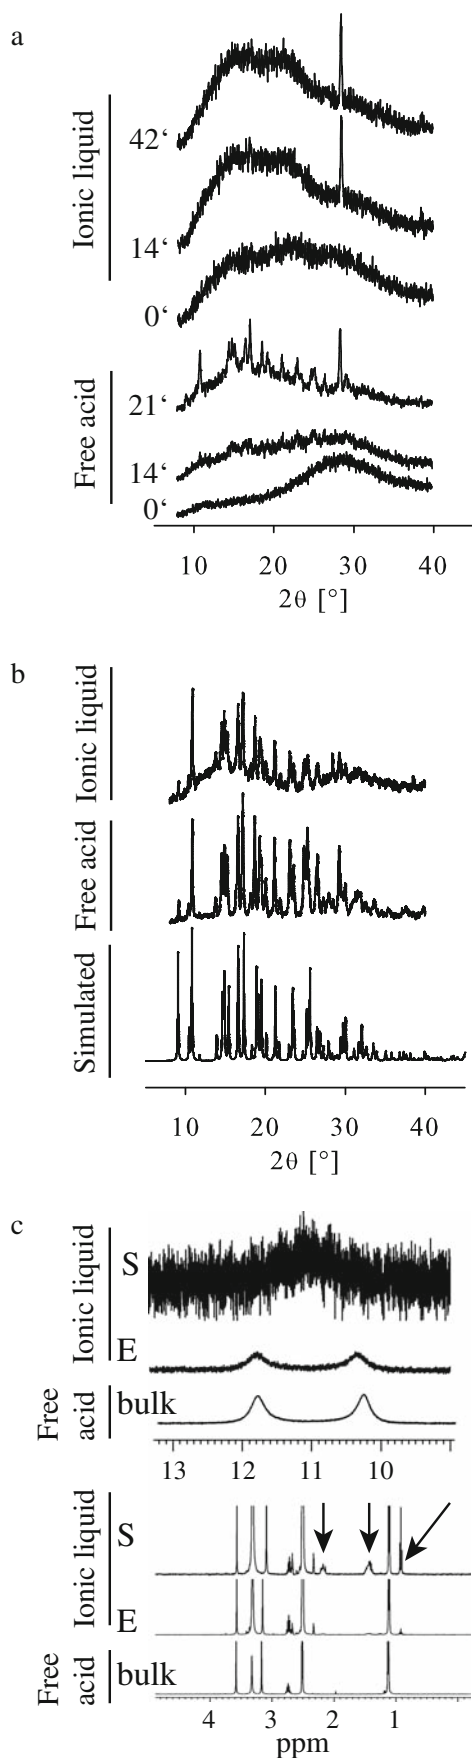 a
Ionic liquid
42‘
14‘
0‘
Free acid
21‘
14‘
0‘
10 20 30 40
2θ [°]
b
Ionic liquid
Free acid
Simulated
10 20 30 40
2θ [°]
c
Ionic liquid
S
E
Free
acid
bulk
13 12 11 10
Ionic liquid
S
E
Free
acid
bulk
4 3 2 1
ppm